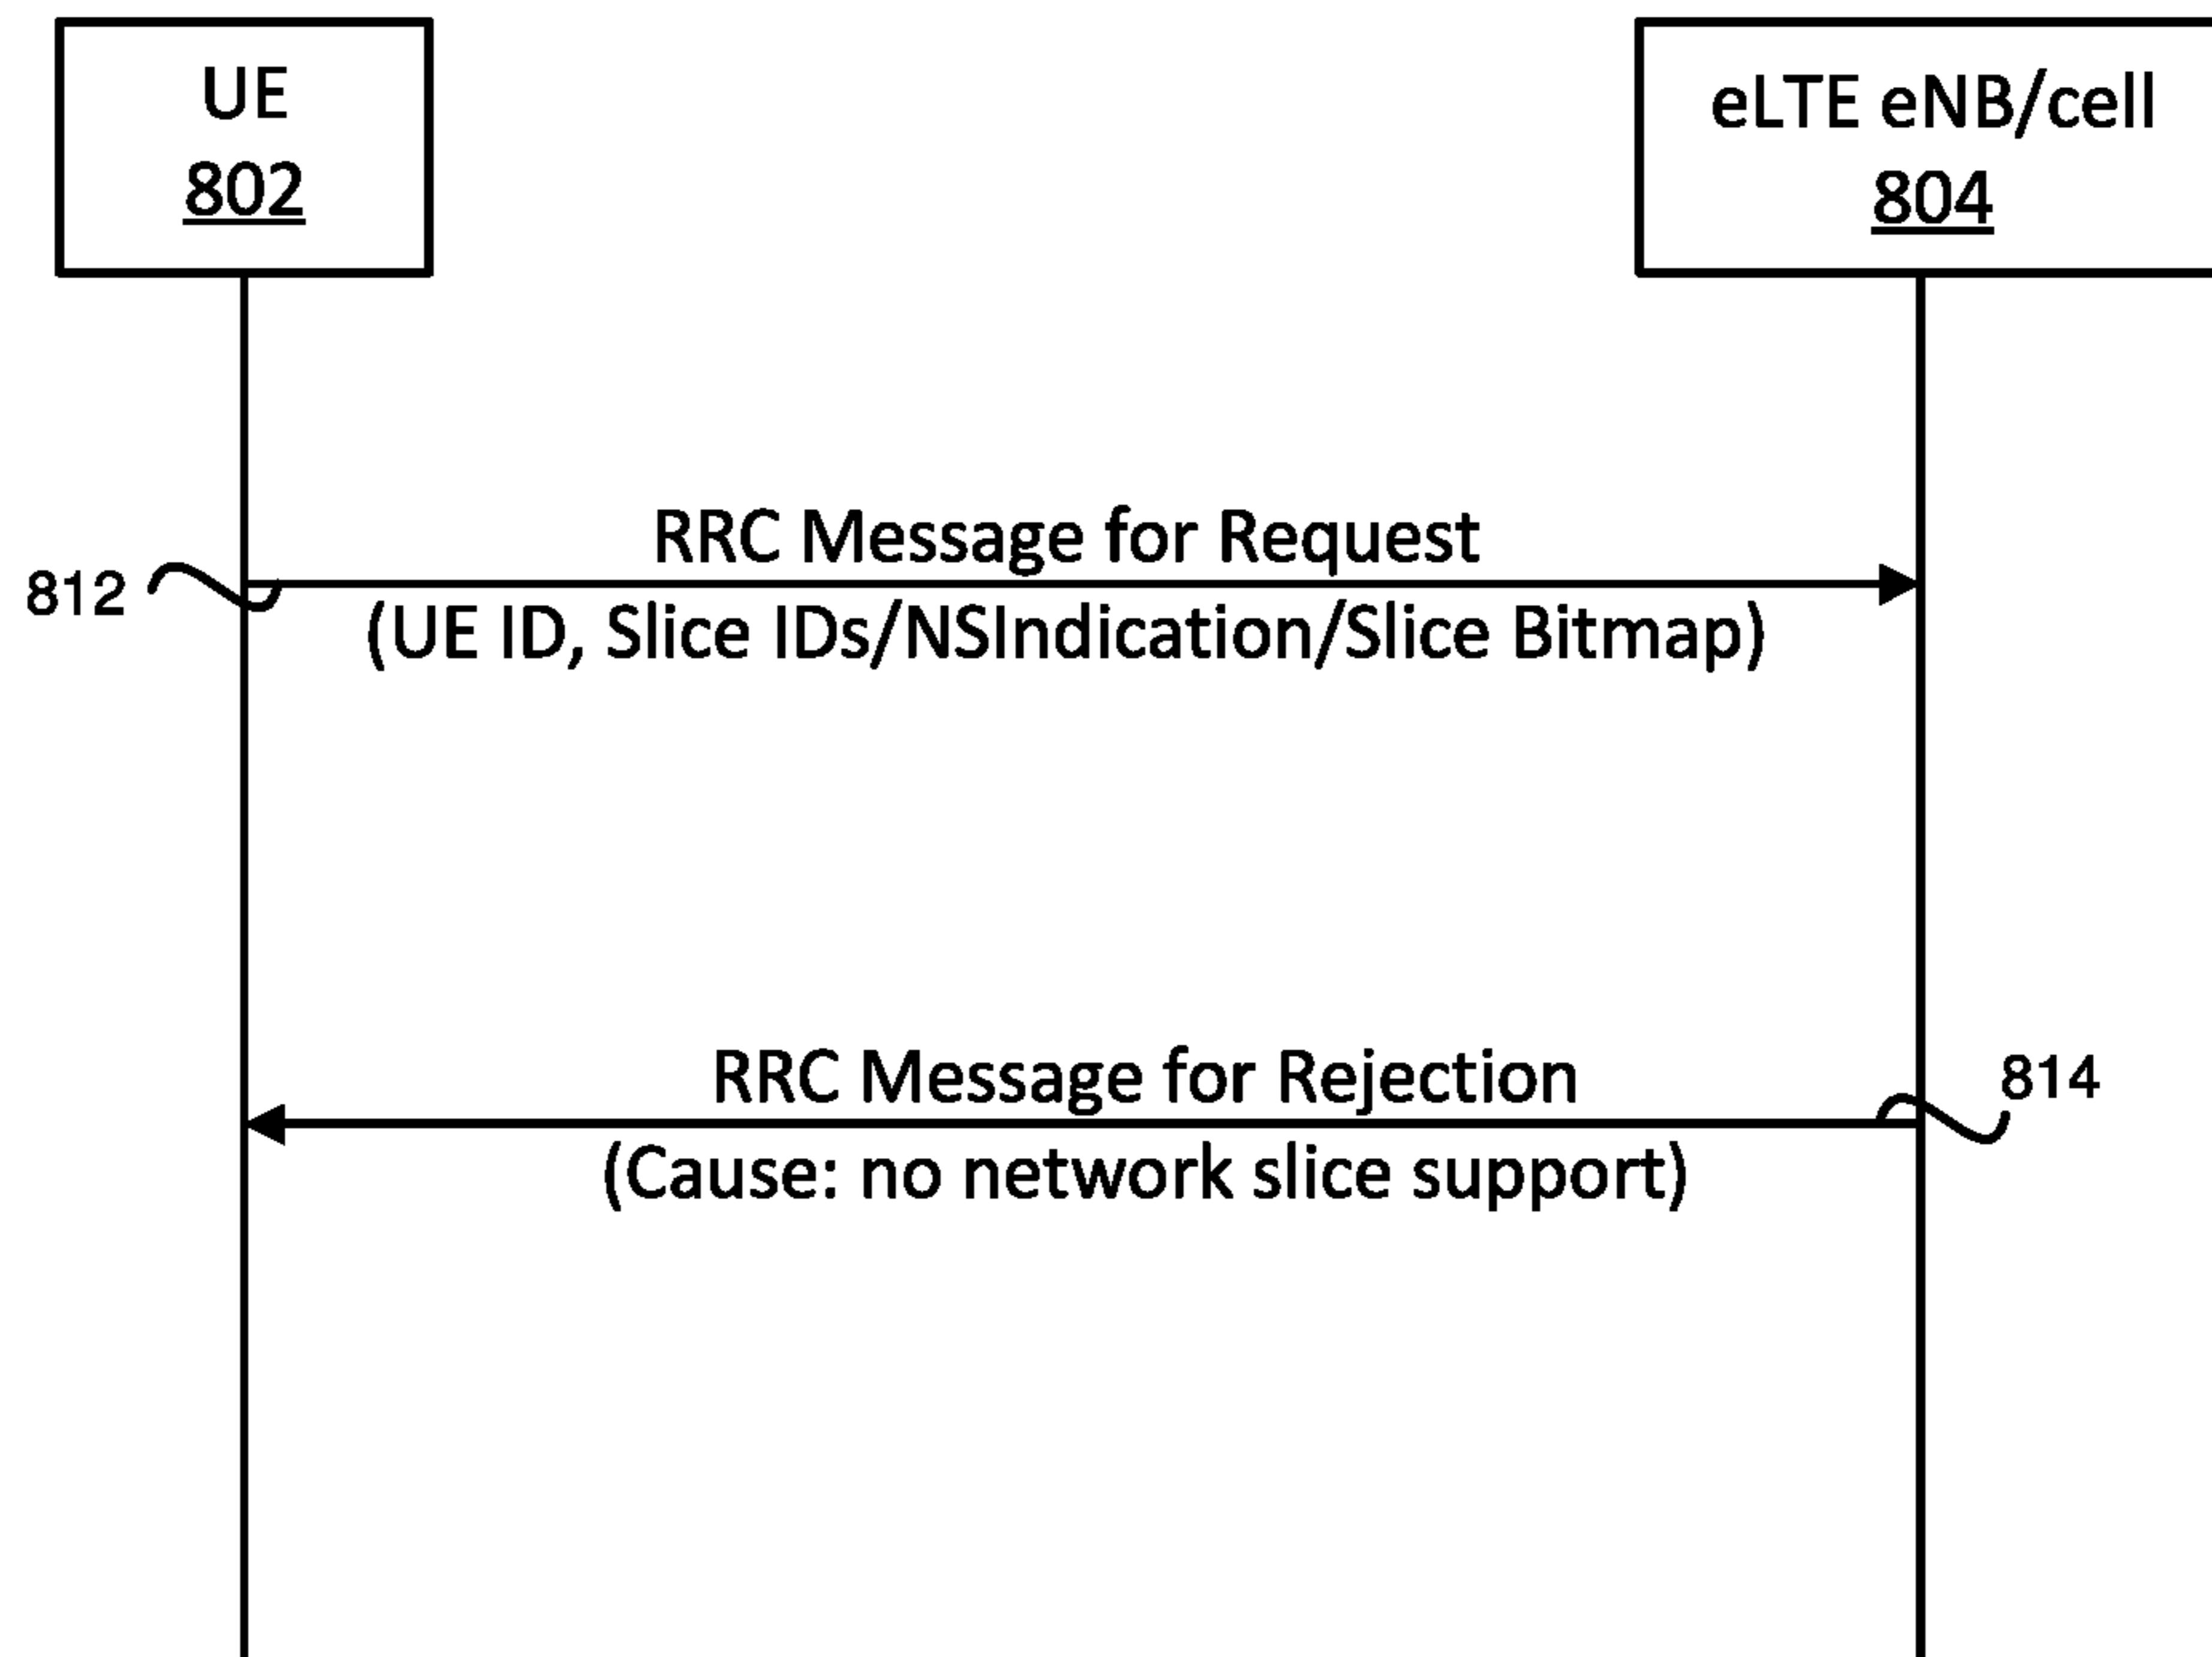 UE
802
eLTE eNB/cell
804
RRC Message for Request
812
(UE ID, Slice IDs/NSIndication/Slice Bitmap)
RRC Message for Rejection
814
(Cause: no network slice support)